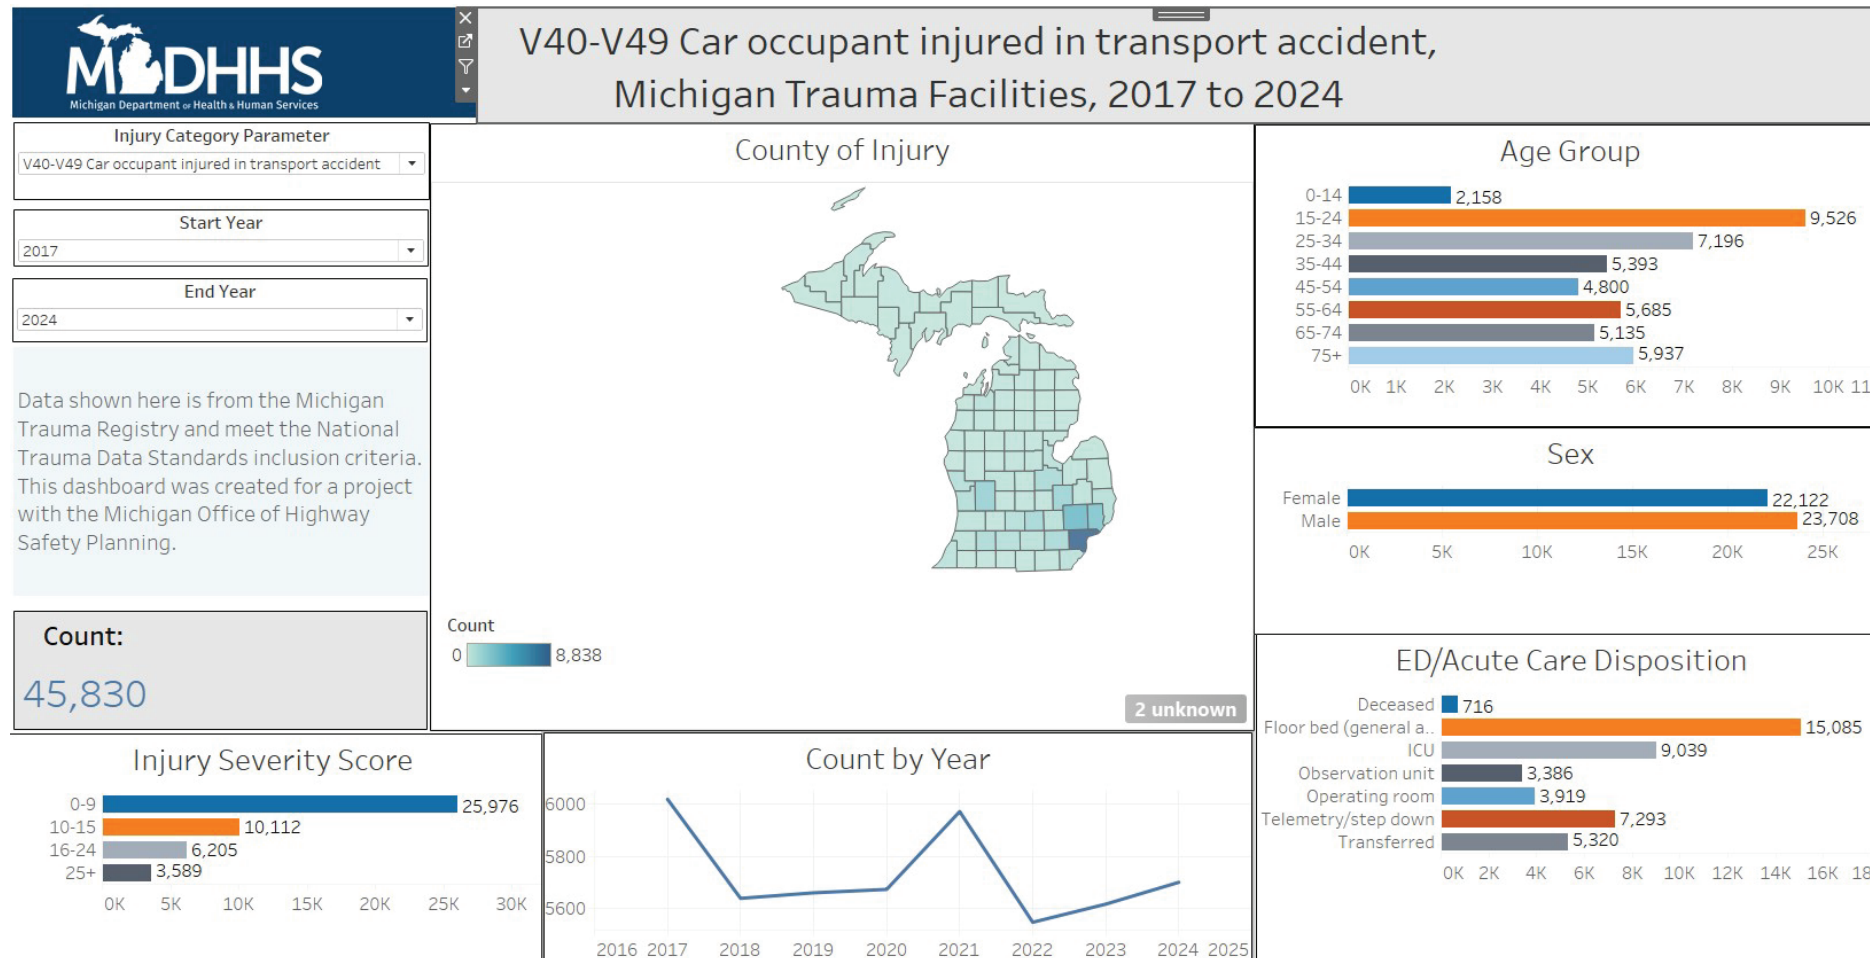 MDHHS
Michigan Department of Health & Human Services
V40-V49 Car occupant injured in transport accident,
Michigan Trauma Facilities, 2017 to 2024
Injury Category Parameter
V40-V49 Car occupant injured in transport accident
Start Year
2017
End Year
2024
Data shown here is from the Michigan
Trauma Registry and meet the National
Trauma Data Standards inclusion criteria.
This dashboard was created for a project
with the Michigan Office of Highway
Safety Planning.
Count:
45,830
County of Injury
Count
0 8,838
2 unknown
Age Group
0-14 2,158
15-24 9,526
25-34 7,196
35-44 5,393
45-54 4,800
55-64 5,685
65-74 5,135
75+ 5,937
0K 1K 2K 3K 4K 5K 6K 7K 8K 9K 10K 11
Sex
Female 22,122
Male 23,708
0K 5K 10K 15K 20K 25K
ED/Acute Care Disposition
Deceased 716
Floor bed (general a.. 15,085
ICU 9,039
Observation unit 3,386
Operating room 3,919
Telemetry/step down 7,293
Transferred 5,320
0K 2K 4K 6K 8K 10K 12K 14K 16K 18
Injury Severity Score
0-9 25,976
10-15 10,112
16-24 6,205
25+ 3,589
0K 5K 10K 15K 20K 25K 30K
Count by Year
6000
5800
5600
2016 2017 2018 2019 2020 2021 2022 2023 2024 2025